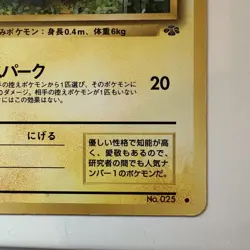 みポケモン：身長0.4m、体重6kg
パーク
20
の控えポケモンから1匹選び、そのポケモンに
のダメージ。相手の控えポケモンが1匹もいない
にはこの効果はない。
にげる
優しい性格で知能が高
く、愛敬もあるので、
研究者の間でも人気ナ
ンバー１のポケモンだ。
No.025